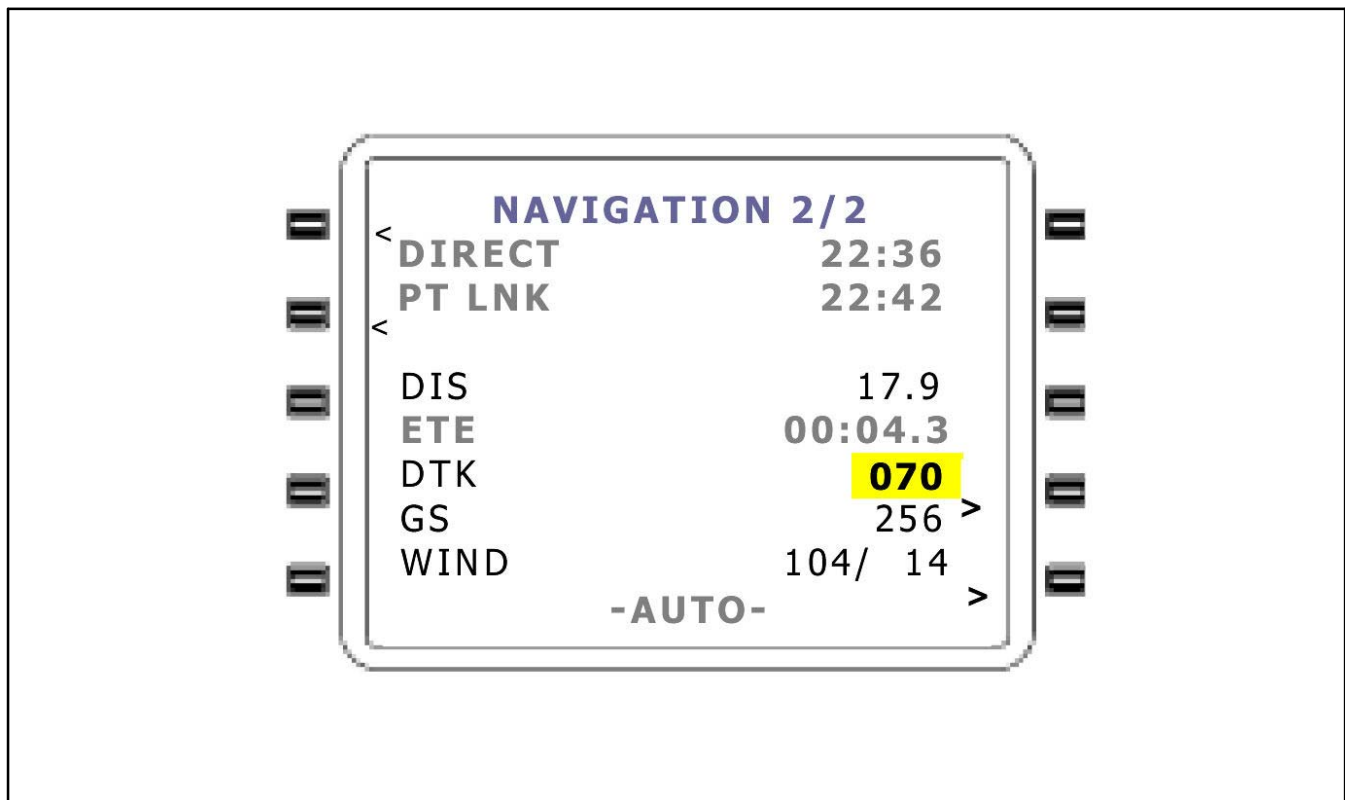 NAVIGATION 2/2
< DIRECT 22:36
PT LNK 22:42
<
DIS 17.9
ETE 00:04.3
DTK 070
GS 256 >
WIND 104/ 14
-AUTO- >